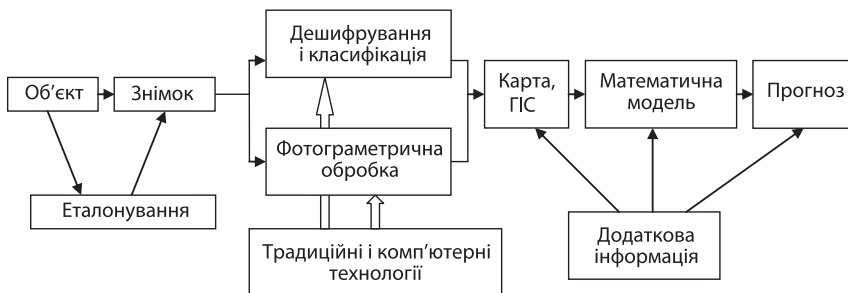 Дешифрування
і класифікація
Об’єкт
Знімок
Карта,
ГІС
Математична
модель
Прогноз
Фотограметрична
обробка
Еталонування
Традиційні і комп’ютерні
технології
Додаткова
інформація